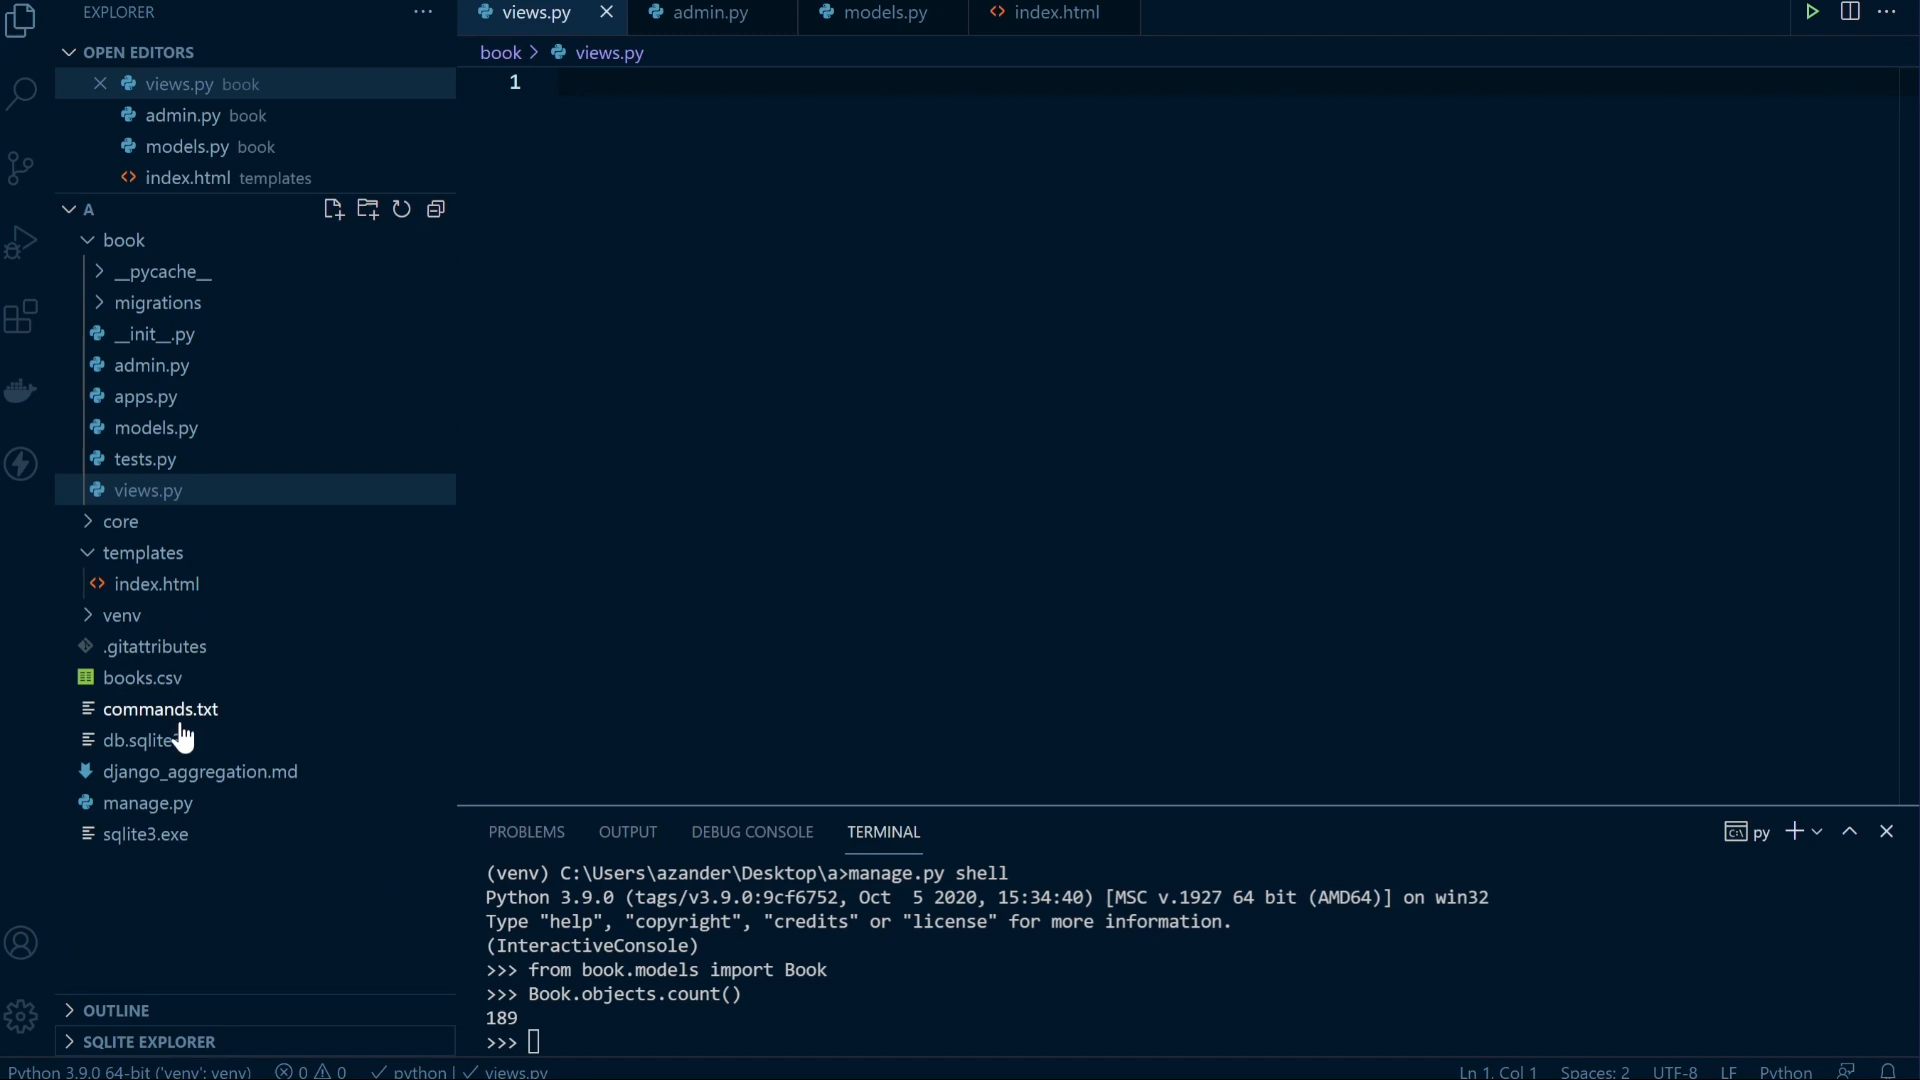 EXPLORER
views.py
admin.py
models.py
index.html
OPEN EDITORS
book > views.py
views.py book
1
admin.py book
models.py book
index.html templates
A
book
__pycache__
migrations
__init__.py
admin.py
apps.py
models.py
tests.py
views.py
core
templates
index.html
venv
.gitattributes
books.csv
commands.txt
db.sqlite
django_aggregation.md
manage.py
sqlite3.exe
PROBLEMS OUTPUT DEBUG CONSOLE TERMINAL
py
(venv) C:\Users\azander\Desktop\a>manage.py shell
Python 3.9.0 (tags/v3.9.0:9cf6752, Oct  5 2020, 15:34:40) [MSC v.1927 64 bit (AMD64)] on win32
Type "help", "copyright", "credits" or "license" for more information.
(InteractiveConsole)
>>> from book.models import Book
>>> Book.objects.count()
189
>>>
OUTLINE
SQLITE EXPLORER
Python 3.9.0 64-bit ('venv': venv) 0 0 python | views.py Ln 1, Col 1 Spaces: 2 UTF-8 LF Python